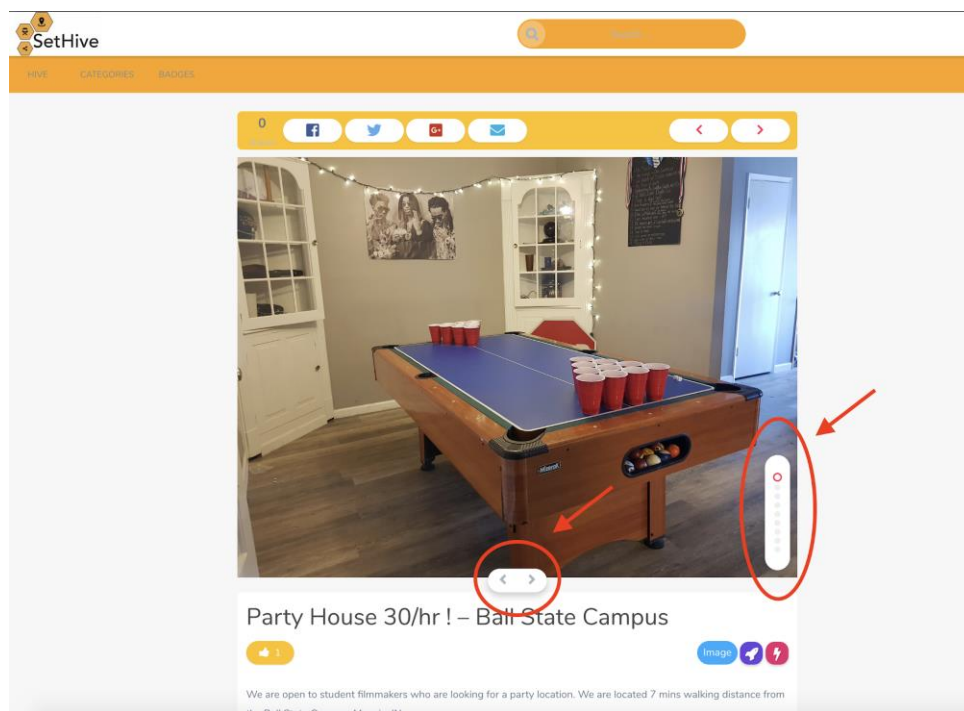 SetHive
HIVE CATEGORIES BADGES
0
G+
Party House 30/hr ! – Ball State Campus
1
Image
We are open to student filmmakers who are looking for a party location. We are located 7 mins walking distance from